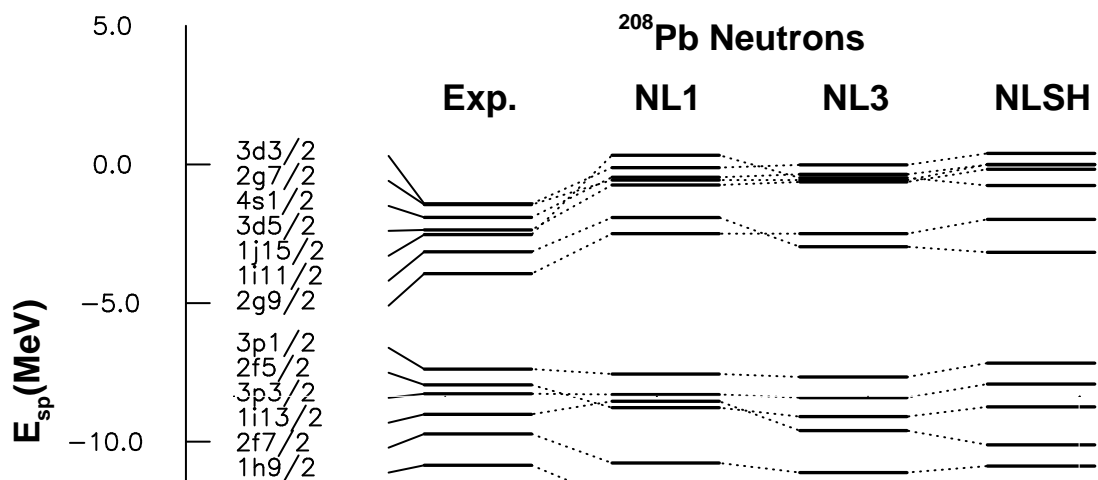 5.0
²⁰⁸Pb Neutrons
Exp. NL1 NL3 NLSH
0.0
3d3/2
2g7/2
4s1/2
3d5/2
1j15/2
1i11/2
2g9/2
−5.0
3p1/2
2f5/2
3p3/2
1i13/2
2f7/2
1h9/2
−10.0
E_sp(MeV)